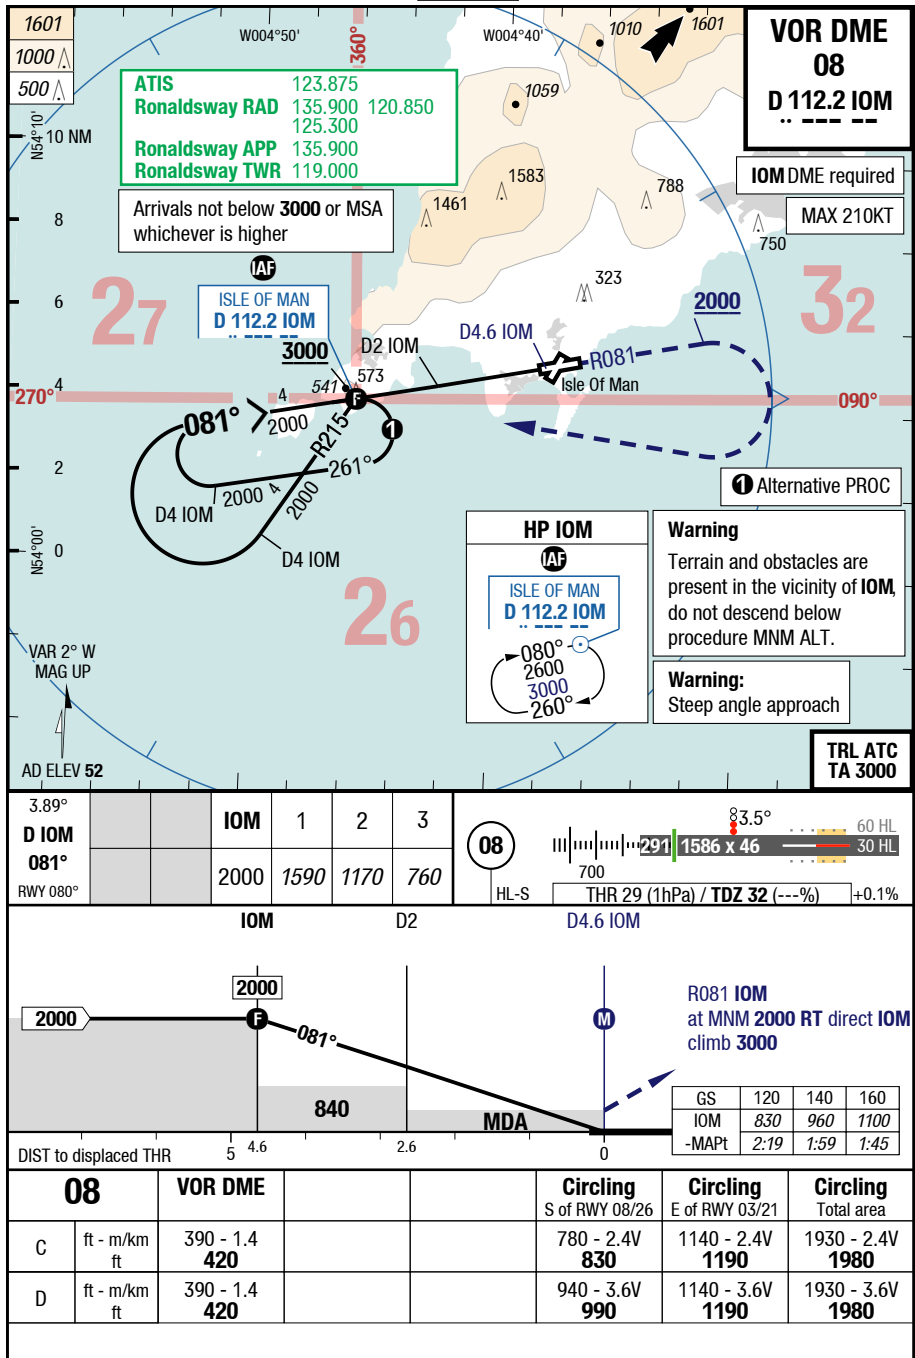 1601
1000
500
W004°50'
360°
W004°40'
1010
1601
VOR DME
08
D 112.2 IOM
ATIS 123.875
Ronaldsway RAD 135.900 120.850
125.300
Ronaldsway APP 135.900
Ronaldsway TWR 119.000
1059
N54°10'
10 NM
IOM DME required
MAX 210KT
Arrivals not below 3000 or MSA
whichever is higher
1583
1461
788
750
8
IAF
ISLE OF MAN
D 112.2 IOM
323
27
32
6
2000
3000
D2 IOM
D4.6 IOM
R081
Isle Of Man
573
541
4
270°
090°
4
F
081°
2000
R215
1
261°
2
2000 4
2000
D4 IOM
D4 IOM
1 Alternative PROC
N54°00'
0
26
HP IOM
IAF
ISLE OF MAN
D 112.2 IOM
080°
2600
3000
260°
Warning
Terrain and obstacles are
present in the vicinity of IOM,
do not descend below
procedure MNM ALT.
Warning:
Steep angle approach
VAR 2° W
MAG UP
AD ELEV 52
TRL ATC
TA 3000
3.89°
D IOM
081°
RWY 080°
IOM 1 2 3
2000 1590 1170 760
08
HL-S
700
291 1586 x 46
3.5°
60 HL
30 HL
THR 29 (1hPa) / TDZ 32 (---%)
+0.1%
IOM D2 D4.6 IOM
2000
2000
F
081°
M
R081 IOM
at MNM 2000 RT direct IOM
climb 3000
840
MDA
GS 120 140 160
IOM 830 960 1100
-MAPt 2:19 1:59 1:45
DIST to displaced THR 5 4.6 2.6 0
08 VOR DME Circling Circling Circling
S of RWY 08/26 E of RWY 03/21 Total area
C ft - m/km 390 - 1.4 780 - 2.4V 1140 - 2.4V 1930 - 2.4V
ft 420 830 1190 1980
D ft - m/km 390 - 1.4 940 - 3.6V 1140 - 3.6V 1930 - 3.6V
ft 420 990 1190 1980